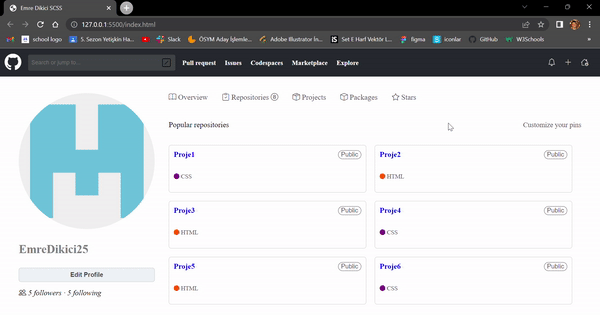 Emre Dikici SCSS
127.0.0.1:5500/index.html
school logo
5. Sezon Yetişkin Ha...
Slack
ÖSYM Aday İşlemle...
Adobe Illustrator İn...
Set E Harf Vektör L...
figma
iconlar
GitHub
W3Schools
Search or jump to...
Pull request Issues Codespaces Marketplace Explore
Overview Repositories 0 Projects Packages Stars
Popular repositories Customize your pins
Proje1 Public
CSS
Proje2 Public
HTML
Proje3 Public
HTML
Proje4 Public
CSS
Proje5 Public
HTML
Proje6 Public
CSS
EmreDikici25
Edit Profile
5 followers · 5 following